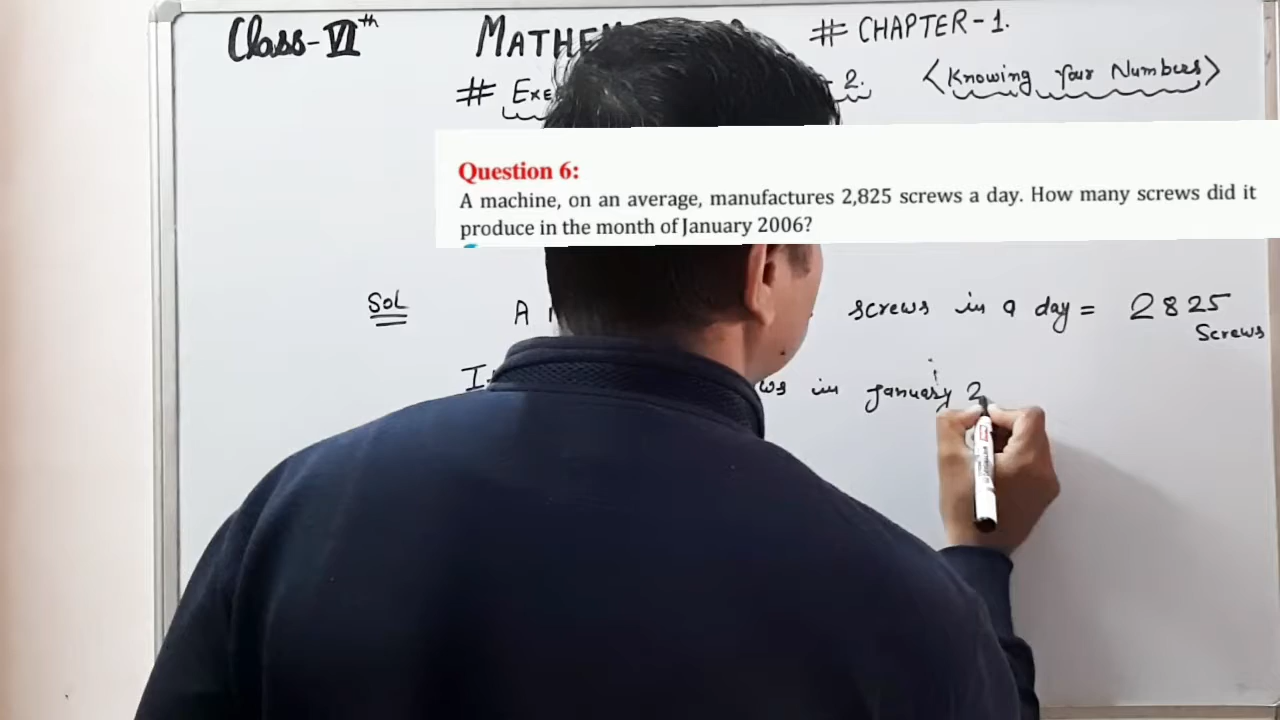 Class-VIth
MATHE
# CHAPTER-1.
# EXE 2.
<Knowing Your Numbers>
Question 6:
A machine, on an average, manufactures 2,825 screws a day. How many screws did it
produce in the month of January 2006?
Sol A screws in a day = 2825
Screws
in January 2